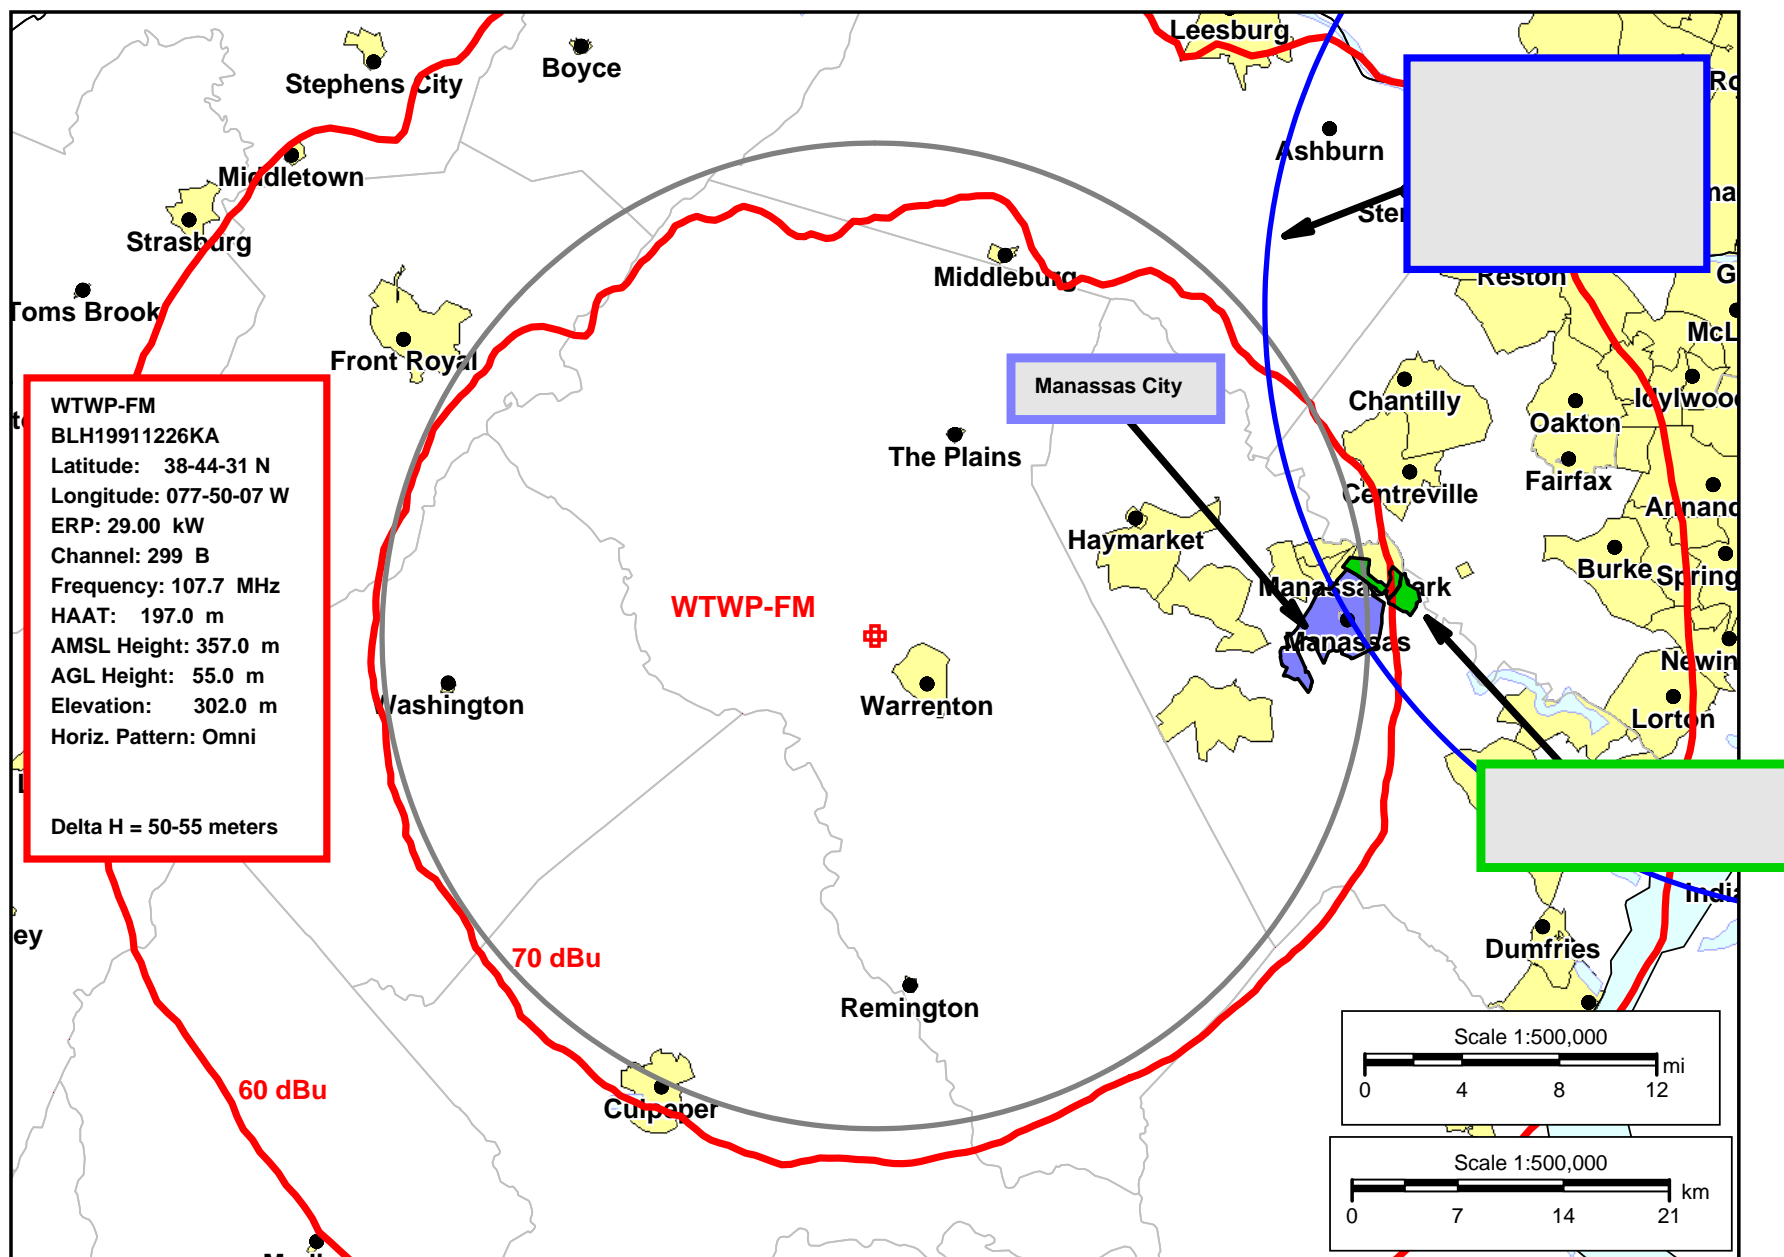 Leesburg
Stephens City
Boyce
Ashburn
Middletown
Strasburg
Middleburg
Reston
Toms Brook
Front Royal
Manassas City
Chantilly
Oakton
The Plains
Centreville
Fairfax
Haymarket
Burke
WTWP-FM
BLH19911226KA
Latitude: 38-44-31 N
Longitude: 077-50-07 W
ERP: 29.00 kW
Channel: 299 B
Frequency: 107.7 MHz
HAAT: 197.0 m
AMSL Height: 357.0 m
AGL Height: 55.0 m
Elevation: 302.0 m
Horiz. Pattern: Omni
Delta H = 50-55 meters
WTWP-FM
Manassas Park
Manassas
Washington
Warrenton
Lorton
70 dBu
Dumfries
Remington
60 dBu
Culpeper
Scale 1:500,000
mi
0 4 8 12
Scale 1:500,000
km
0 7 14 21